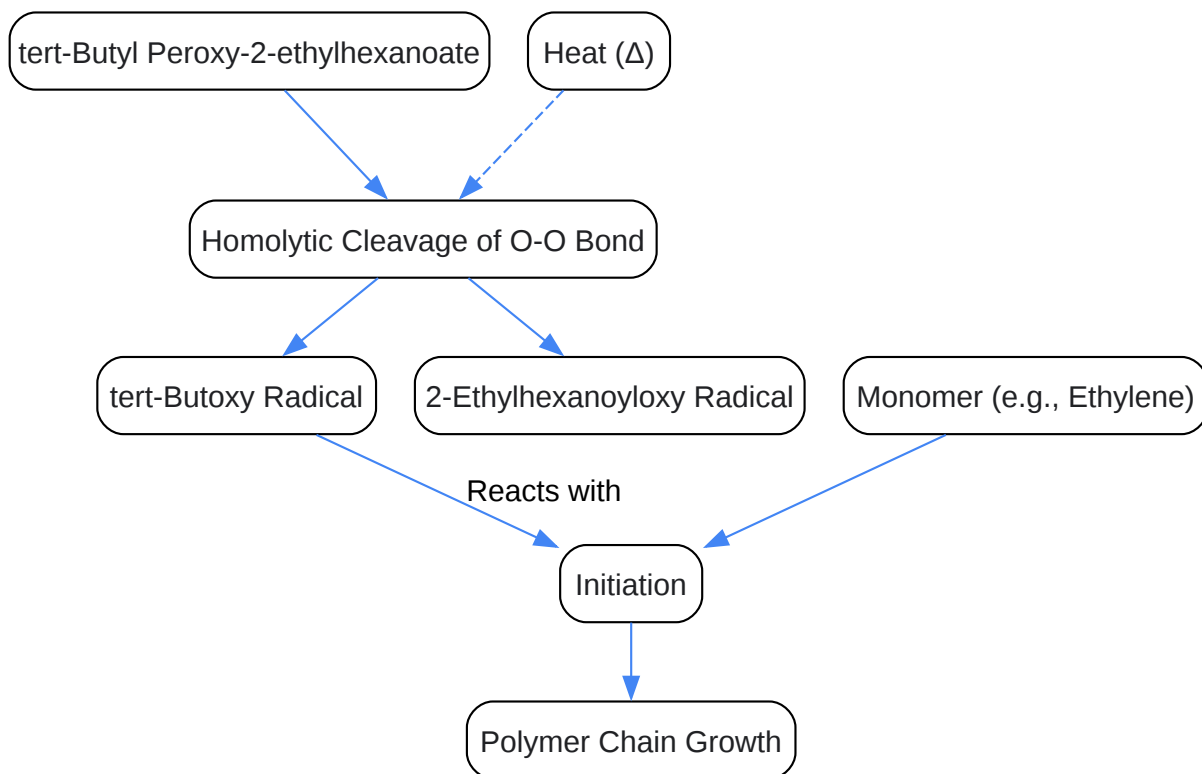 tert-Butyl Peroxy-2-ethylhexanoate
Heat (Δ)
Homolytic Cleavage of O-O Bond
tert-Butoxy Radical
2-Ethylhexanoyloxy Radical
Monomer (e.g., Ethylene)
Reacts with
Initiation
Polymer Chain Growth